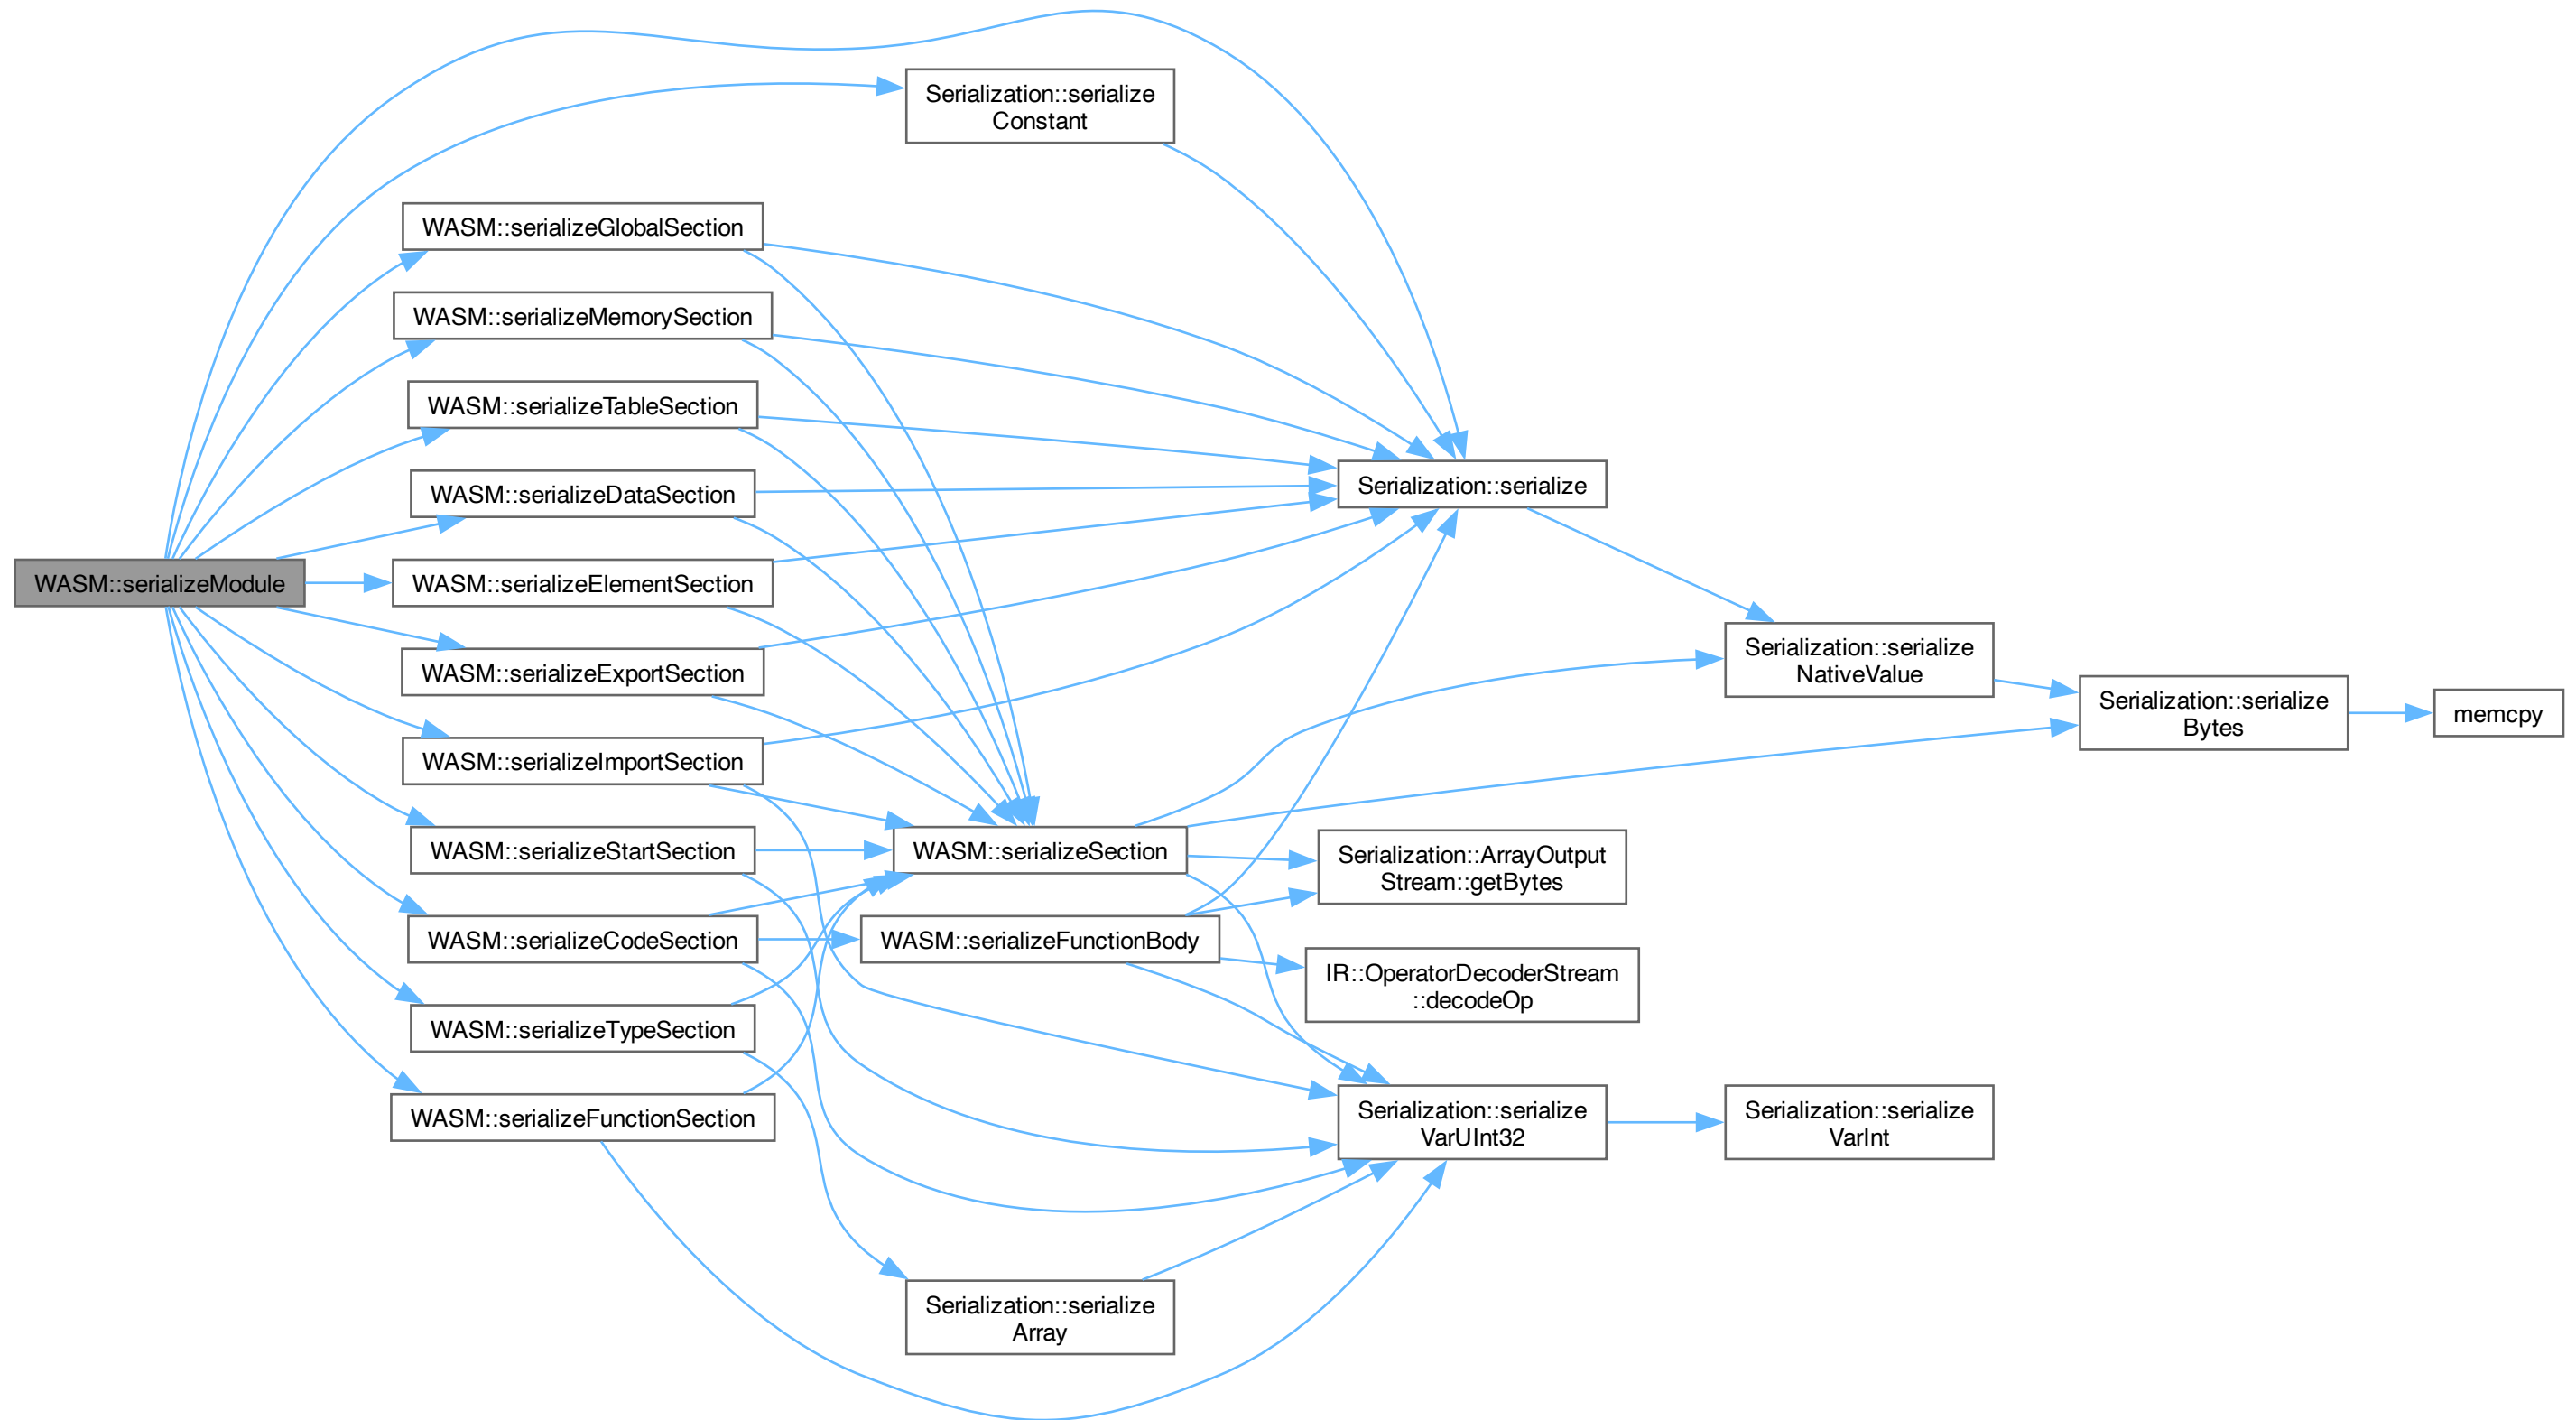 WASM::serializeModule
Serialization::serialize
Constant
WASM::serializeGlobalSection
WASM::serializeMemorySection
WASM::serializeTableSection
WASM::serializeDataSection
WASM::serializeElementSection
WASM::serializeExportSection
WASM::serializeImportSection
WASM::serializeStartSection
WASM::serializeCodeSection
WASM::serializeTypeSection
WASM::serializeFunctionSection
WASM::serializeSection
WASM::serializeFunctionBody
Serialization::serialize
Array
Serialization::serialize
Serialization::ArrayOutput
Stream::getBytes
IR::OperatorDecoderStream
::decodeOp
Serialization::serialize
VarUInt32
Serialization::serialize
NativeValue
Serialization::serialize
VarInt
Serialization::serialize
Bytes
memcpy